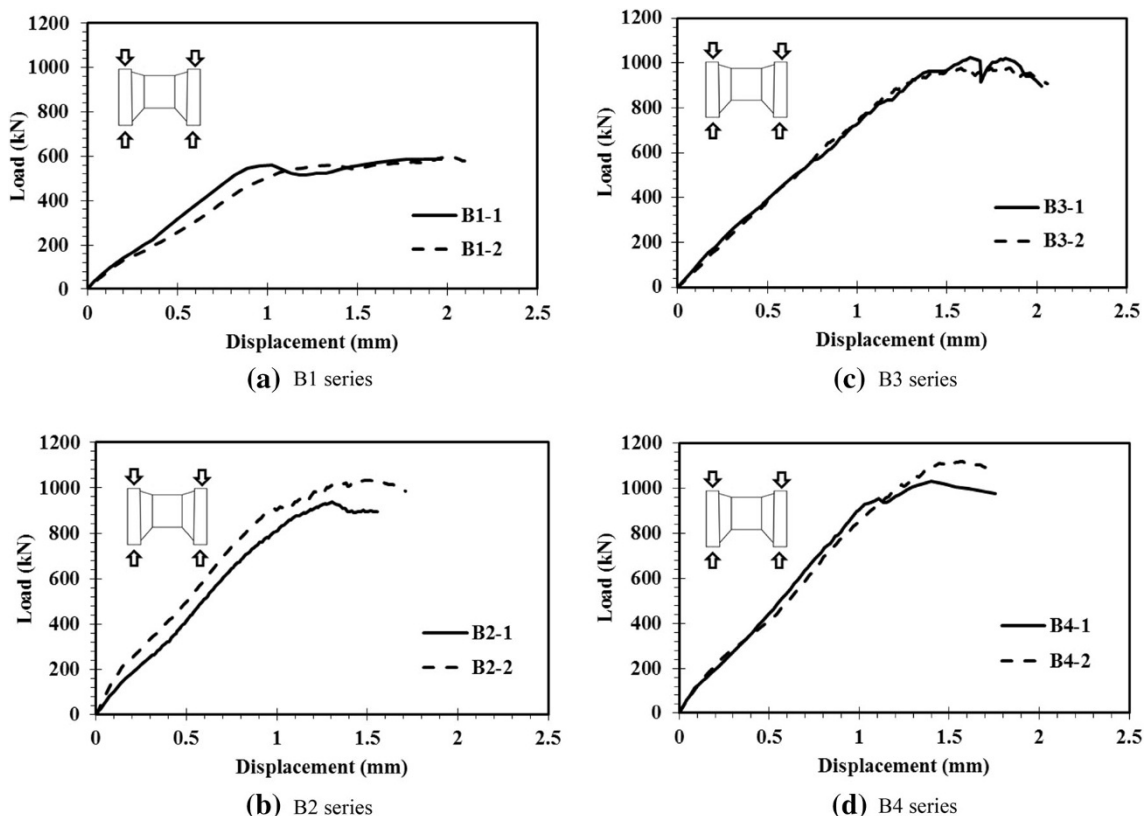 1200
1000
800
600
400
200
0
Load (kN)
B1-1
B1-2
0 0.5 1 1.5 2 2.5
Displacement (mm)
(a) B1 series
1200
1000
800
600
400
200
0
Load (kN)
B3-1
B3-2
0 0.5 1 1.5 2 2.5
Displacement (mm)
(c) B3 series
1200
1000
800
600
400
200
0
Load (kN)
B2-1
B2-2
0 0.5 1 1.5 2 2.5
Displacement (mm)
(b) B2 series
1200
1000
800
600
400
200
0
Load (kN)
B4-1
B4-2
0 0.5 1 1.5 2 2.5
Displacement (mm)
(d) B4 series